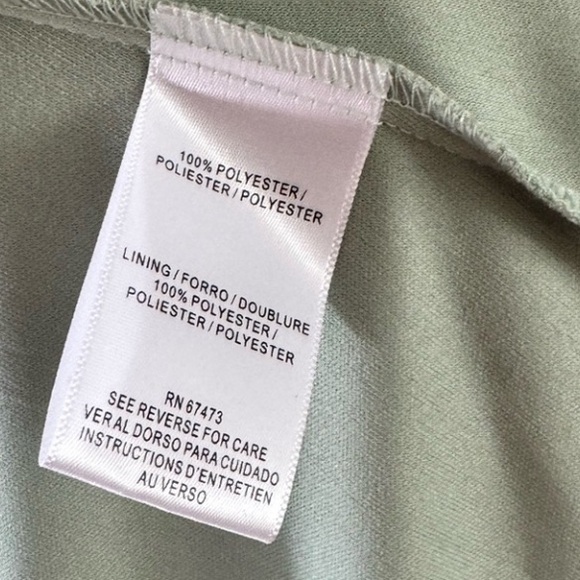 100% POLYESTER/
POLIESTER/POLYESTER
LINING/FORRO/DOUBLURE
100% POLYESTER/
POLIESTER/POLYESTER
RN 67473
SEE REVERSE FOR CARE
VER AL DORSO PARA CUIDADO
INSTRUCTIONS D'ENTRETIEN
AU VERSO